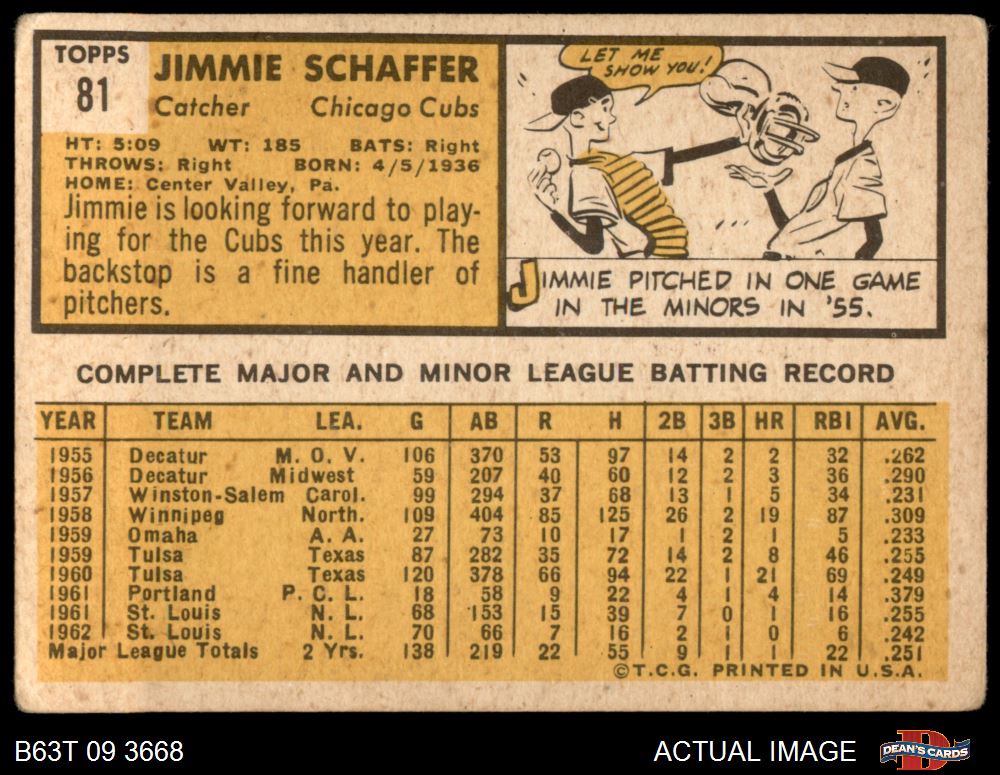 TOPPS
81
JIMMIE SCHAFFER
Catcher Chicago Cubs
HT: 5:09 WT: 185 BATS: Right
THROWS: Right BORN: 4/5/1936
HOME: Center Valley, Pa.
Jimmie is looking forward to play-
ing for the Cubs this year. The
backstop is a fine handler of
pitchers.
LET ME
SHOW YOU!
JIMMIE PITCHED IN ONE GAME
IN THE MINORS IN '55.
COMPLETE MAJOR AND MINOR LEAGUE BATTING RECORD
YEAR TEAM LEA. G AB R H 2B 3B HR RBI AVG.
1955 Decatur M. O. V. 106 370 53 97 14 2 2 32 .262
1956 Decatur Midwest 59 207 40 60 12 2 3 36 .290
1957 Winston-Salem Carol. 99 294 37 68 13 1 5 34 .231
1958 Winnipeg North. 109 404 85 125 26 2 19 87 .309
1959 Omaha A. A. 27 73 10 17 1 2 1 5 .233
1959 Tulsa Texas 87 282 35 72 14 2 8 46 .255
1960 Tulsa Texas 120 378 66 94 22 1 21 69 .249
1961 Portland P. C. L. 18 58 9 22 4 1 4 14 .379
1961 St. Louis N. L. 68 153 15 39 7 0 1 16 .255
1962 St. Louis N. L. 70 66 7 16 2 1 0 6 .242
Major League Totals 2 Yrs. 138 219 22 55 9 1 1 22 .251
©T.C.G. PRINTED IN U.S.A.
B63T 09 3668
ACTUAL IMAGE
DEAN'S CARDS